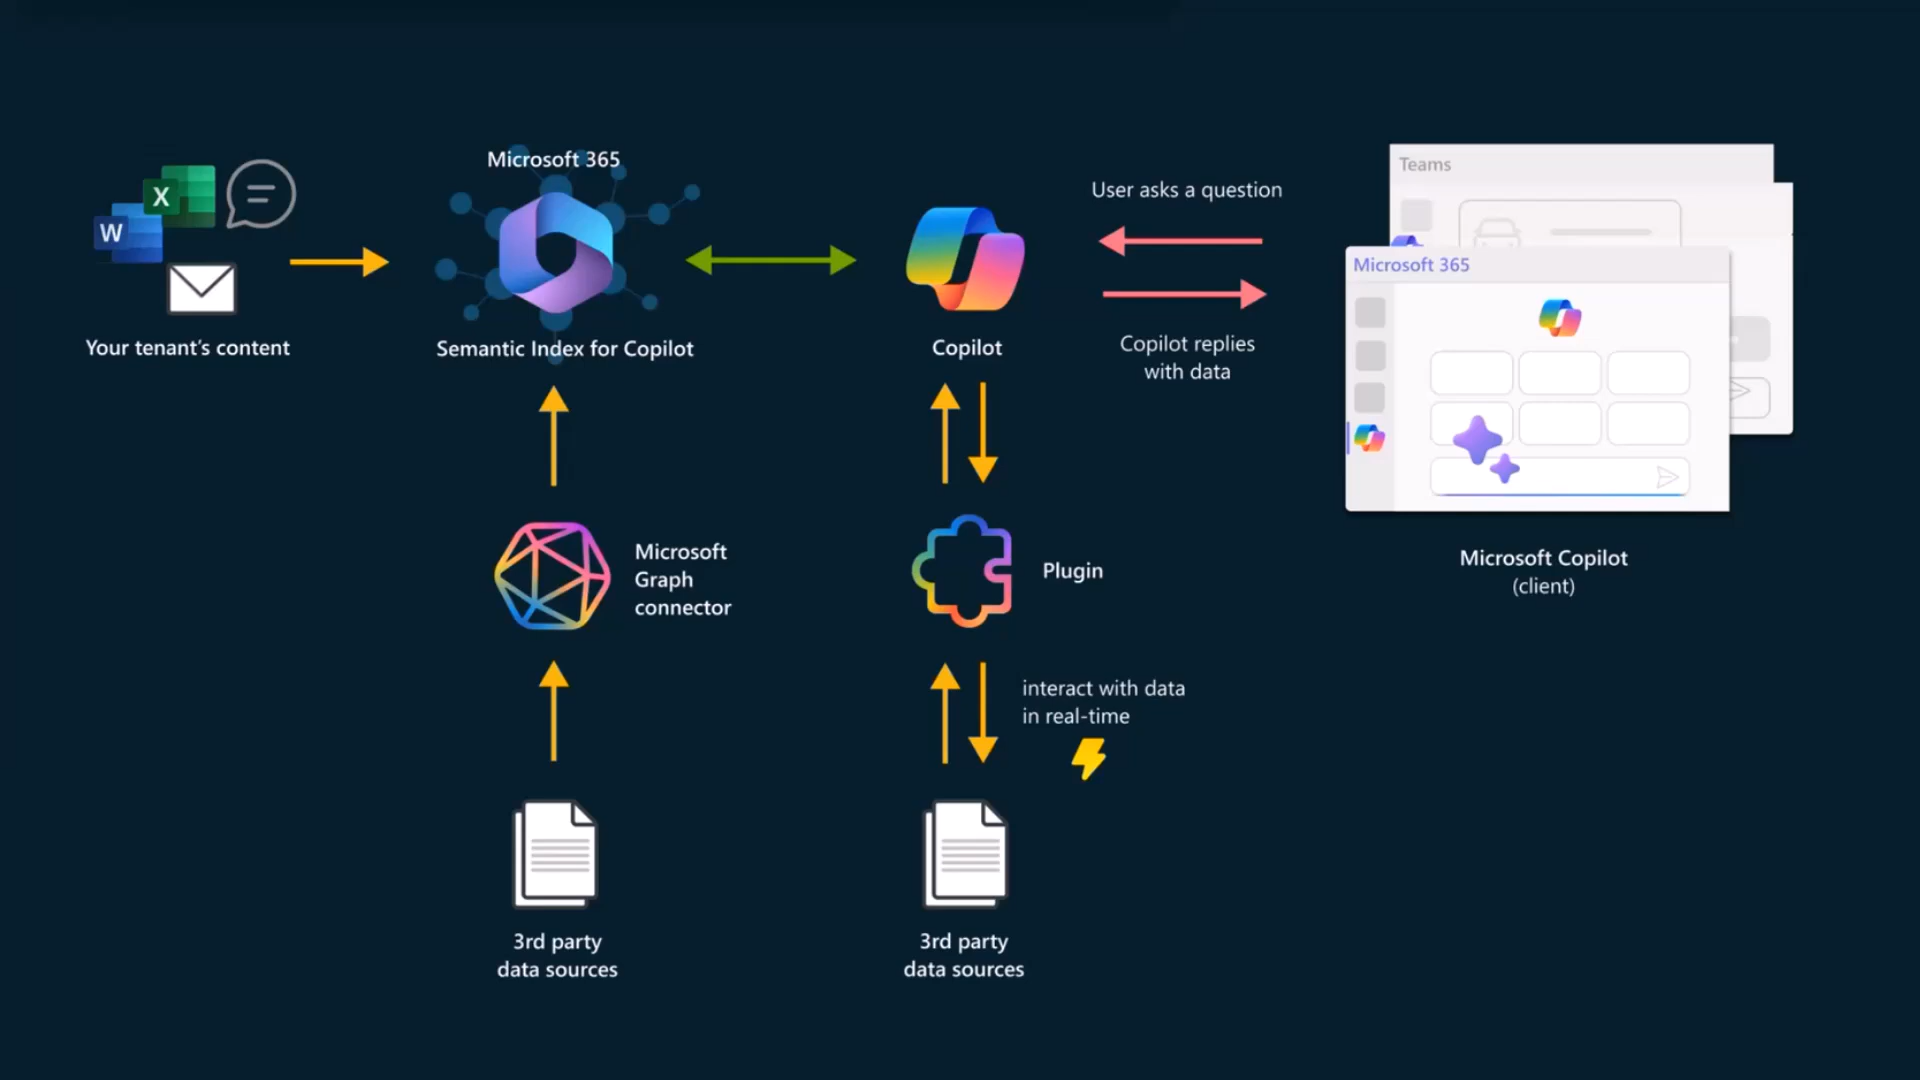 Microsoft 365
X
W
Your tenant's content
Semantic Index for Copilot
Copilot
User asks a question
Copilot replies
with data
Teams
Microsoft 365
Microsoft Copilot
(client)
Microsoft
Graph
connector
Plugin
interact with data
in real-time
3rd party
data sources
3rd party
data sources